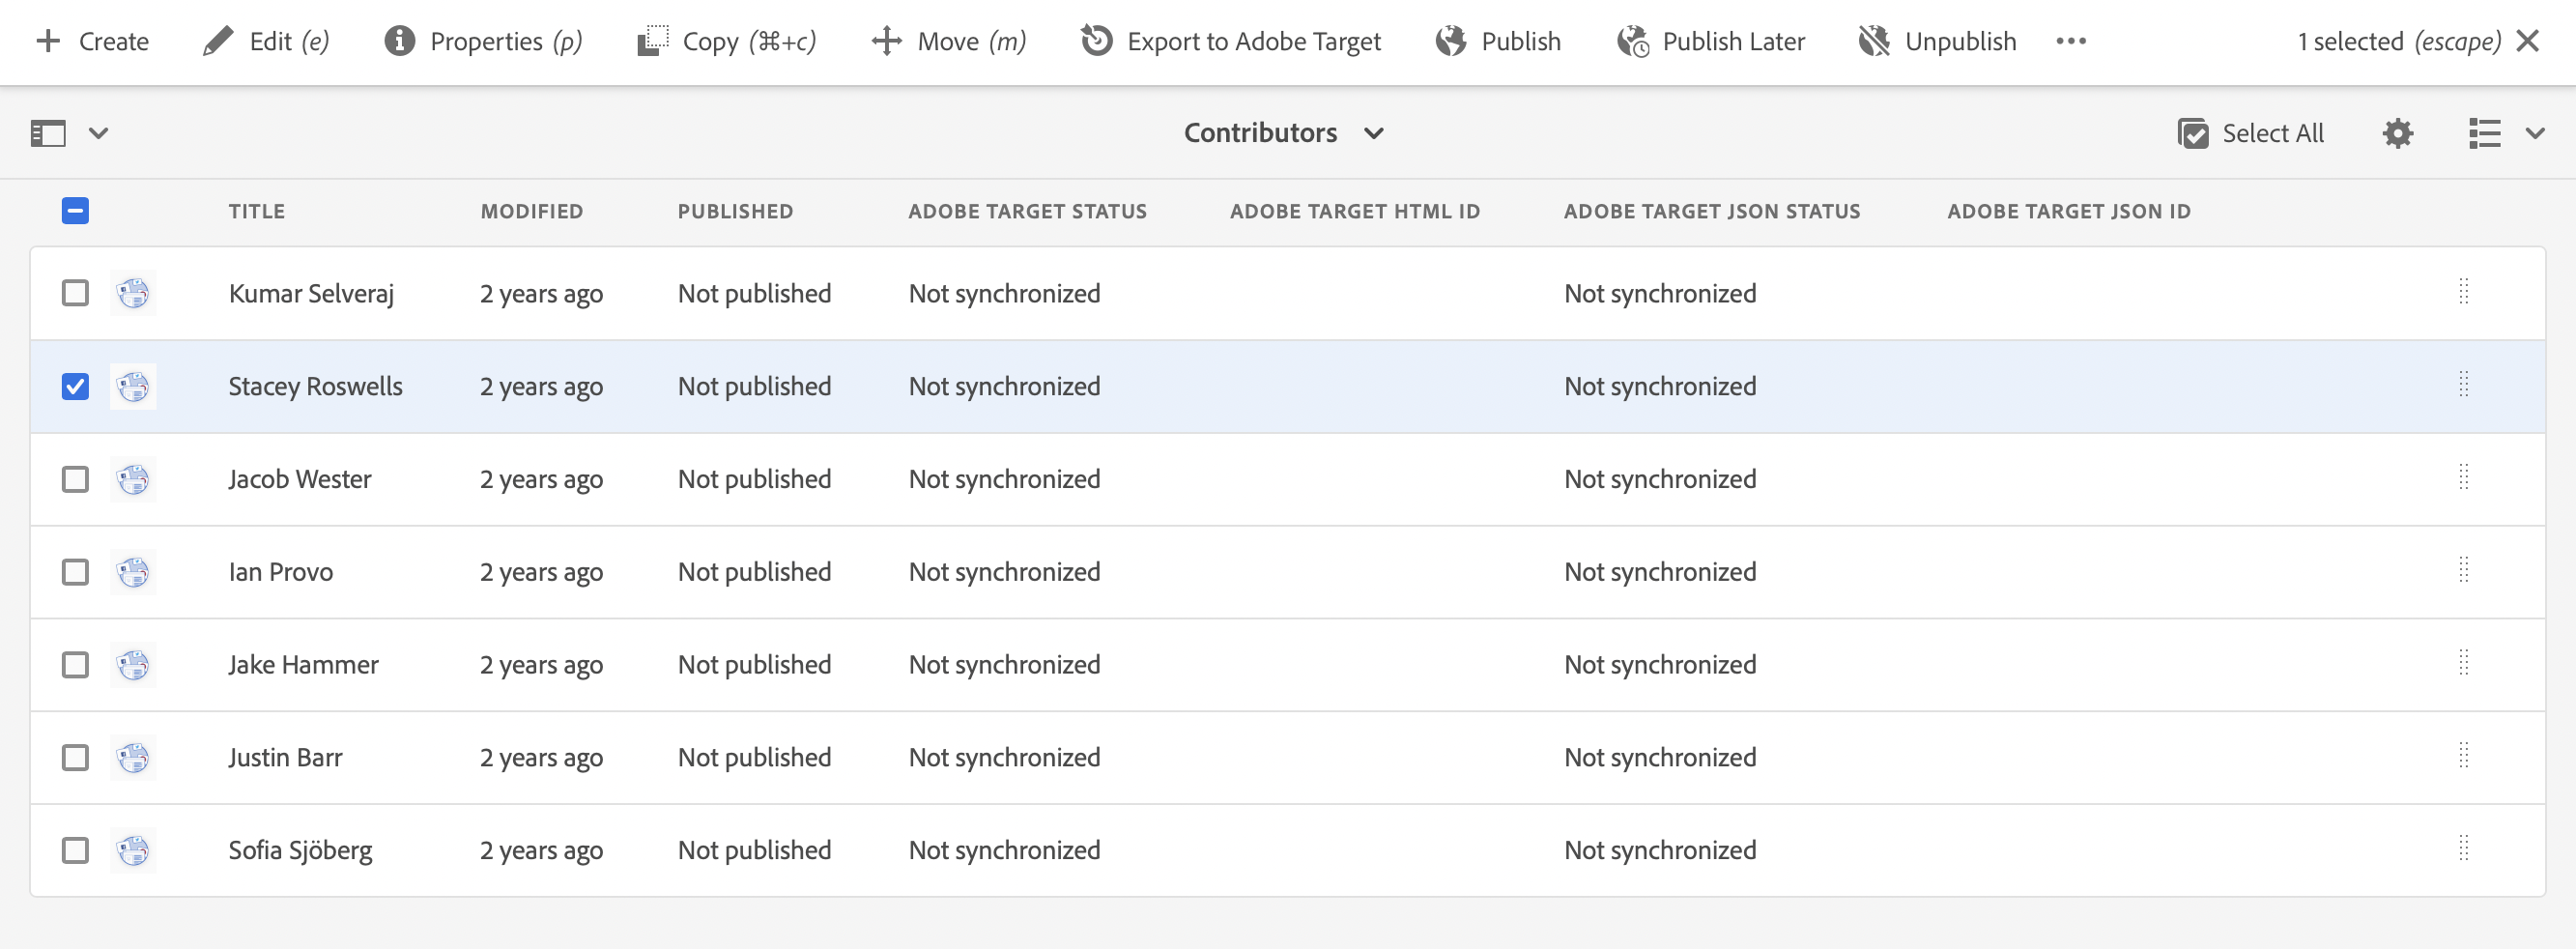 Create Edit (e) Properties (p) Copy (⌘+c) Move (m) Export to Adobe Target Publish Publish Later Unpublish 1 selected (escape)
Contributors Select All
TITLE MODIFIED PUBLISHED ADOBE TARGET STATUS ADOBE TARGET HTML ID ADOBE TARGET JSON STATUS ADOBE TARGET JSON ID
Kumar Selveraj 2 years ago Not published Not synchronized Not synchronized
Stacey Roswells 2 years ago Not published Not synchronized Not synchronized
Jacob Wester 2 years ago Not published Not synchronized Not synchronized
Ian Provo 2 years ago Not published Not synchronized Not synchronized
Jake Hammer 2 years ago Not published Not synchronized Not synchronized
Justin Barr 2 years ago Not published Not synchronized Not synchronized
Sofia Sjöberg 2 years ago Not published Not synchronized Not synchronized